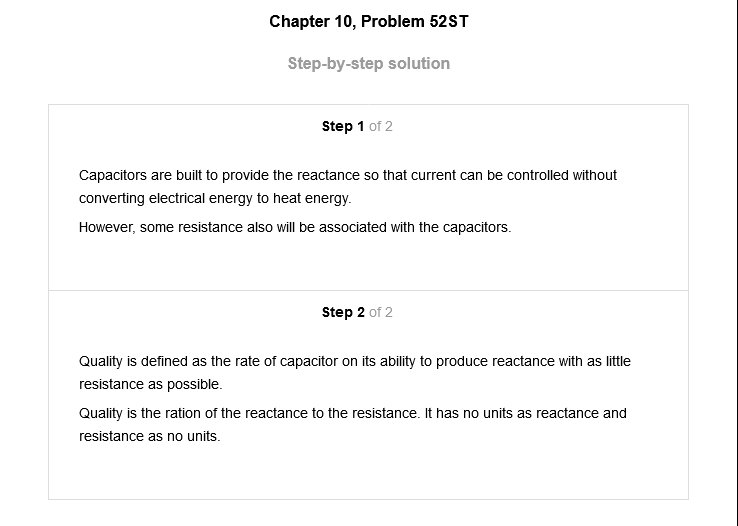 Chapter 10, Problem 52ST
Step-by-step solution
Step 1 of 2
Capacitors are built to provide the reactance so that current can be controlled without
converting electrical energy to heat energy.
However, some resistance also will be associated with the capacitors.
Step 2 of 2
Quality is defined as the rate of capacitor on its ability to produce reactance with as little
resistance as possible.
Quality is the ration of the reactance to the resistance. It has no units as reactance and
resistance as no units.